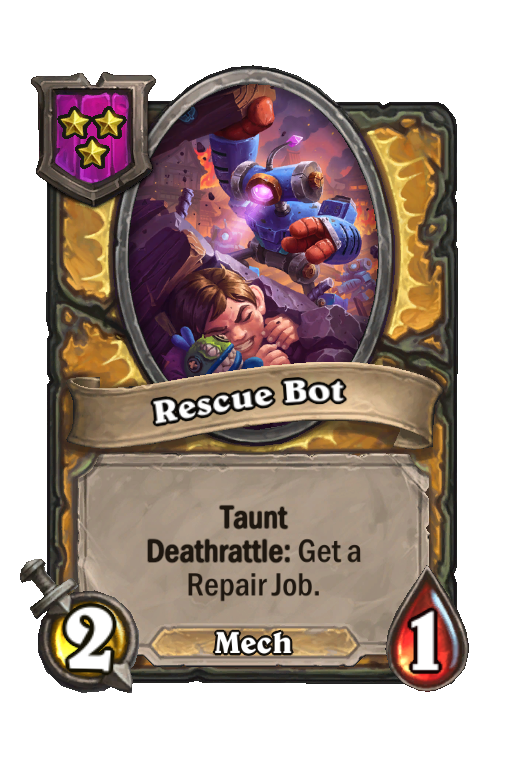 Rescue Bot
Taunt
Deathrattle: Get a
Repair Job.
2
Mech
1